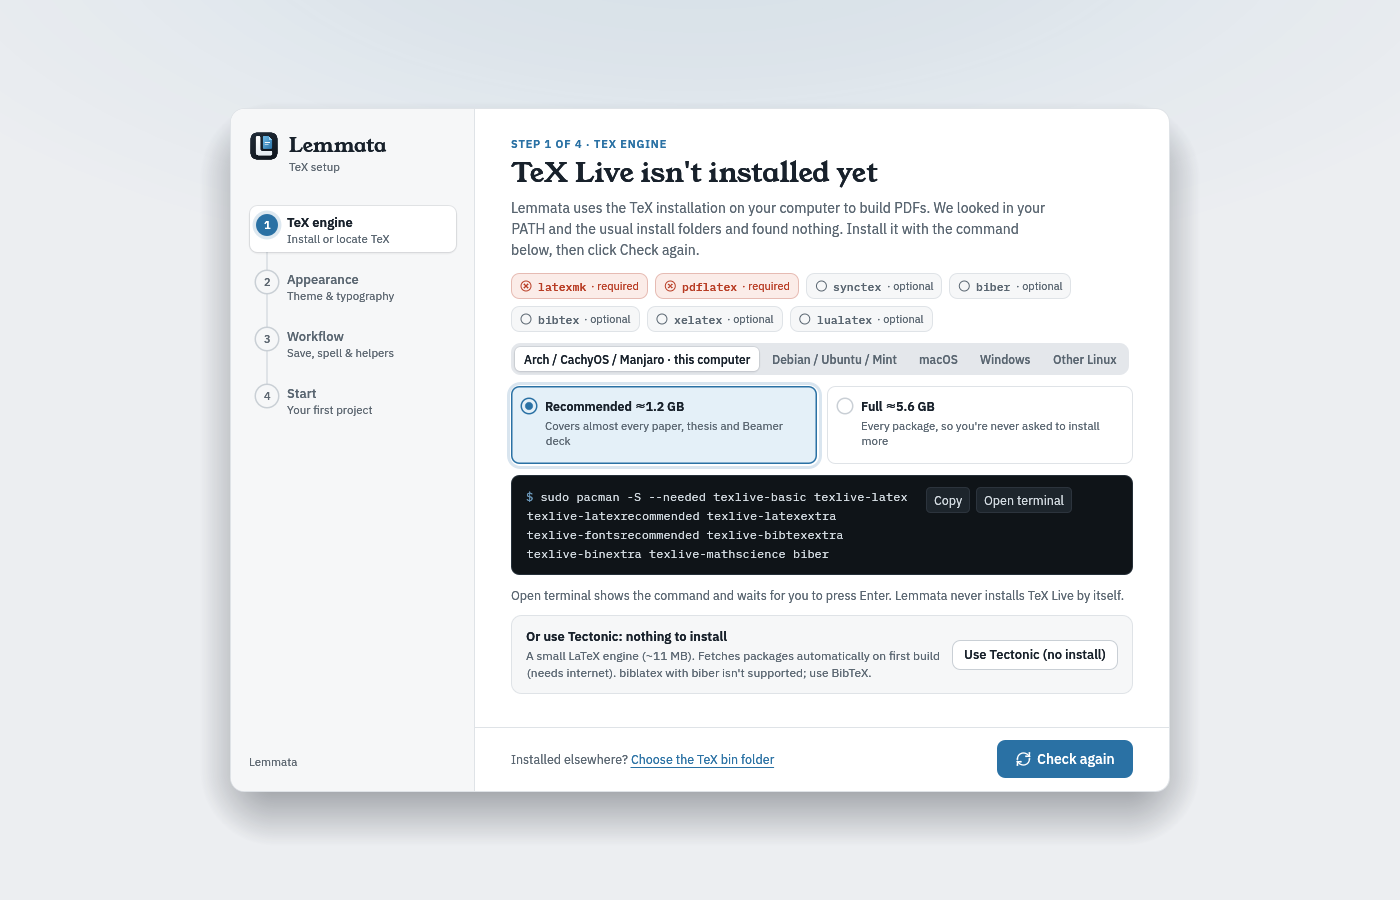 Lemmata
TeX setup
1
TeX engine
Install or locate TeX
2
Appearance
Theme & typography
3
Workflow
Save, spell & helpers
4
Start
Your first project
Lemmata
STEP 1 OF 4 · TEX ENGINE
TeX Live isn't installed yet
Lemmata uses the TeX installation on your computer to build PDFs. We looked in your
PATH and the usual install folders and found nothing. Install it with the command
below, then click Check again.
latexmk · required pdflatex · required synctex · optional biber · optional
bibtex · optional xelatex · optional lualatex · optional
Arch / CachyOS / Manjaro · this computer Debian / Ubuntu / Mint macOS Windows Other Linux
Recommended ≈1.2 GB
Covers almost every paper, thesis and Beamer
deck
Full ≈5.6 GB
Every package, so you're never asked to install
more
$ sudo pacman -S --needed texlive-basic texlive-latex
texlive-latexrecommended texlive-latexextra
texlive-fontsrecommended texlive-bibtexextra
texlive-binextra texlive-mathscience biber
Copy Open terminal
Open terminal shows the command and waits for you to press Enter. Lemmata never installs TeX Live by itself.
Or use Tectonic: nothing to install
A small LaTeX engine (~11 MB). Fetches packages automatically on first build
(needs internet). biblatex with biber isn't supported; use BibTeX.
Use Tectonic (no install)
Installed elsewhere? Choose the TeX bin folder
Check again